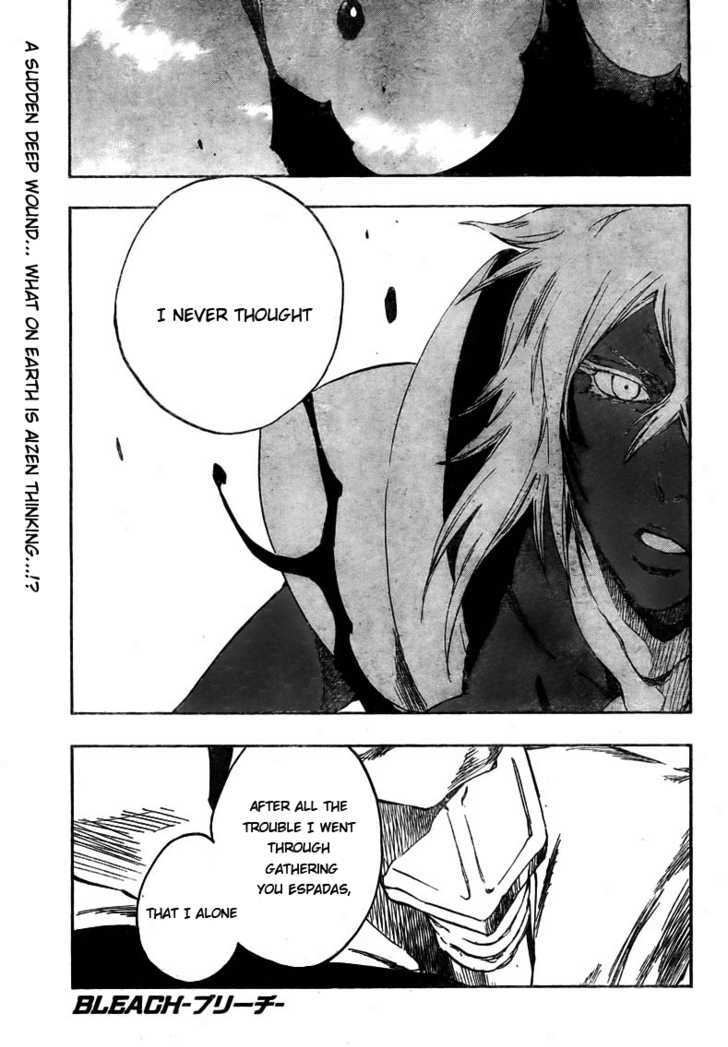 A SUDDEN DEEP WOUND... WHAT ON EARTH IS AIZEN THINKING...!?
I NEVER THOUGHT
AFTER ALL THE
TROUBLE I WENT
THROUGH
GATHERING
YOU ESPADAS,
THAT I ALONE
BLEACH-ブリーチ-